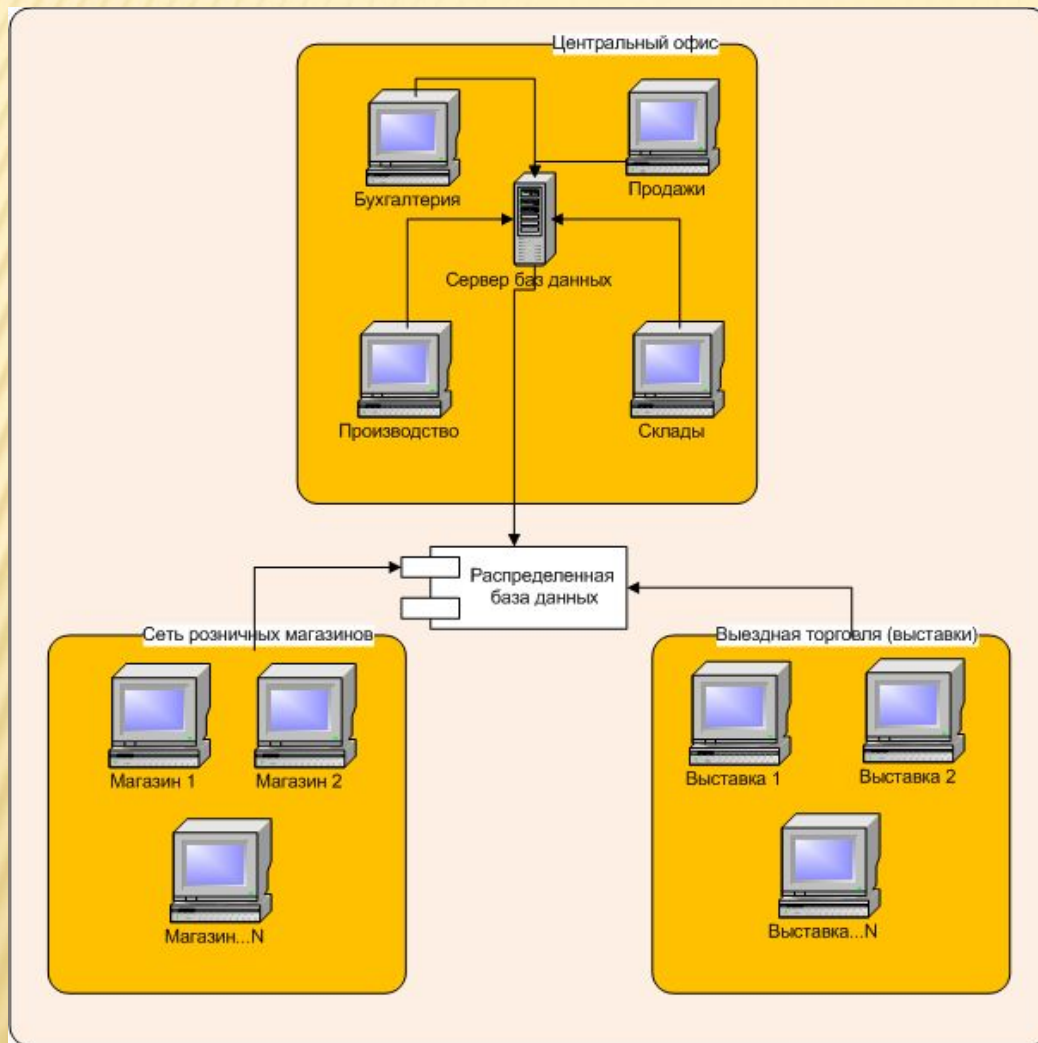 Центральный офис
Бухгалтерия
Продажи
Сервер баз данных
Производство
Склады
Распределенная
база данных
Сеть розничных магазинов
Выездная торговля (выставки)
Магазин 1
Магазин 2
Выставка 1
Выставка 2
Магазин...N
Выставка...N